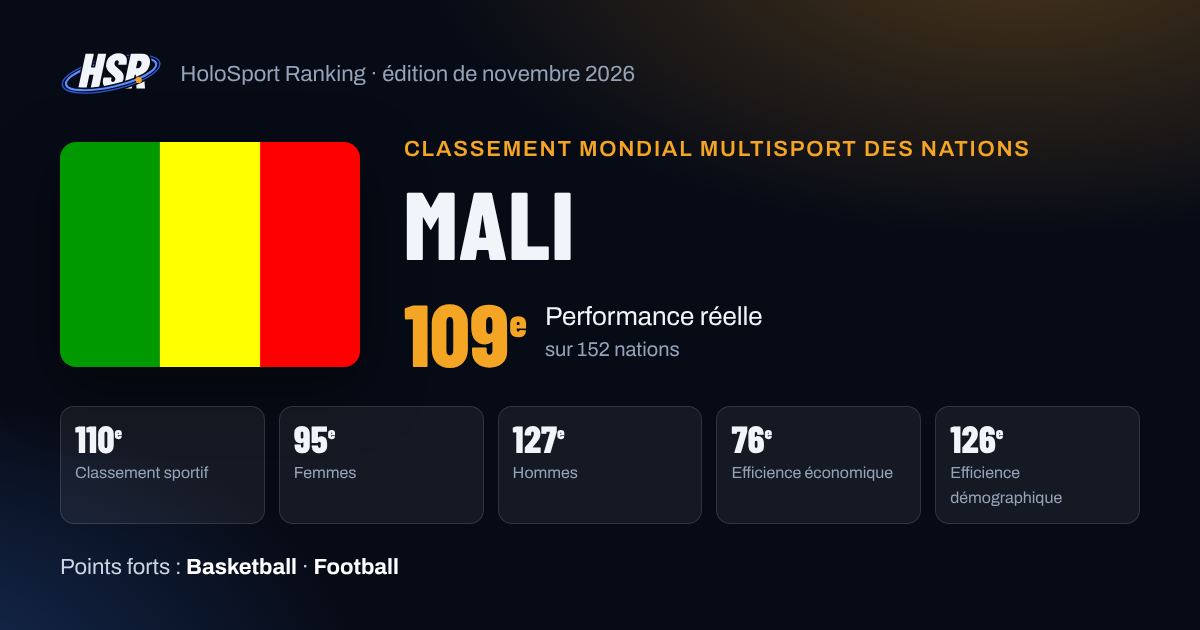 HSR
HoloSport Ranking · édition de novembre 2026
CLASSEMENT MONDIAL MULTISPORT DES NATIONS
MALI
109e
Performance réelle
sur 152 nations
110e
Classement sportif
95e
Femmes
127e
Hommes
76e
Efficience économique
126e
Efficience
démographique
Points forts : Basketball · Football